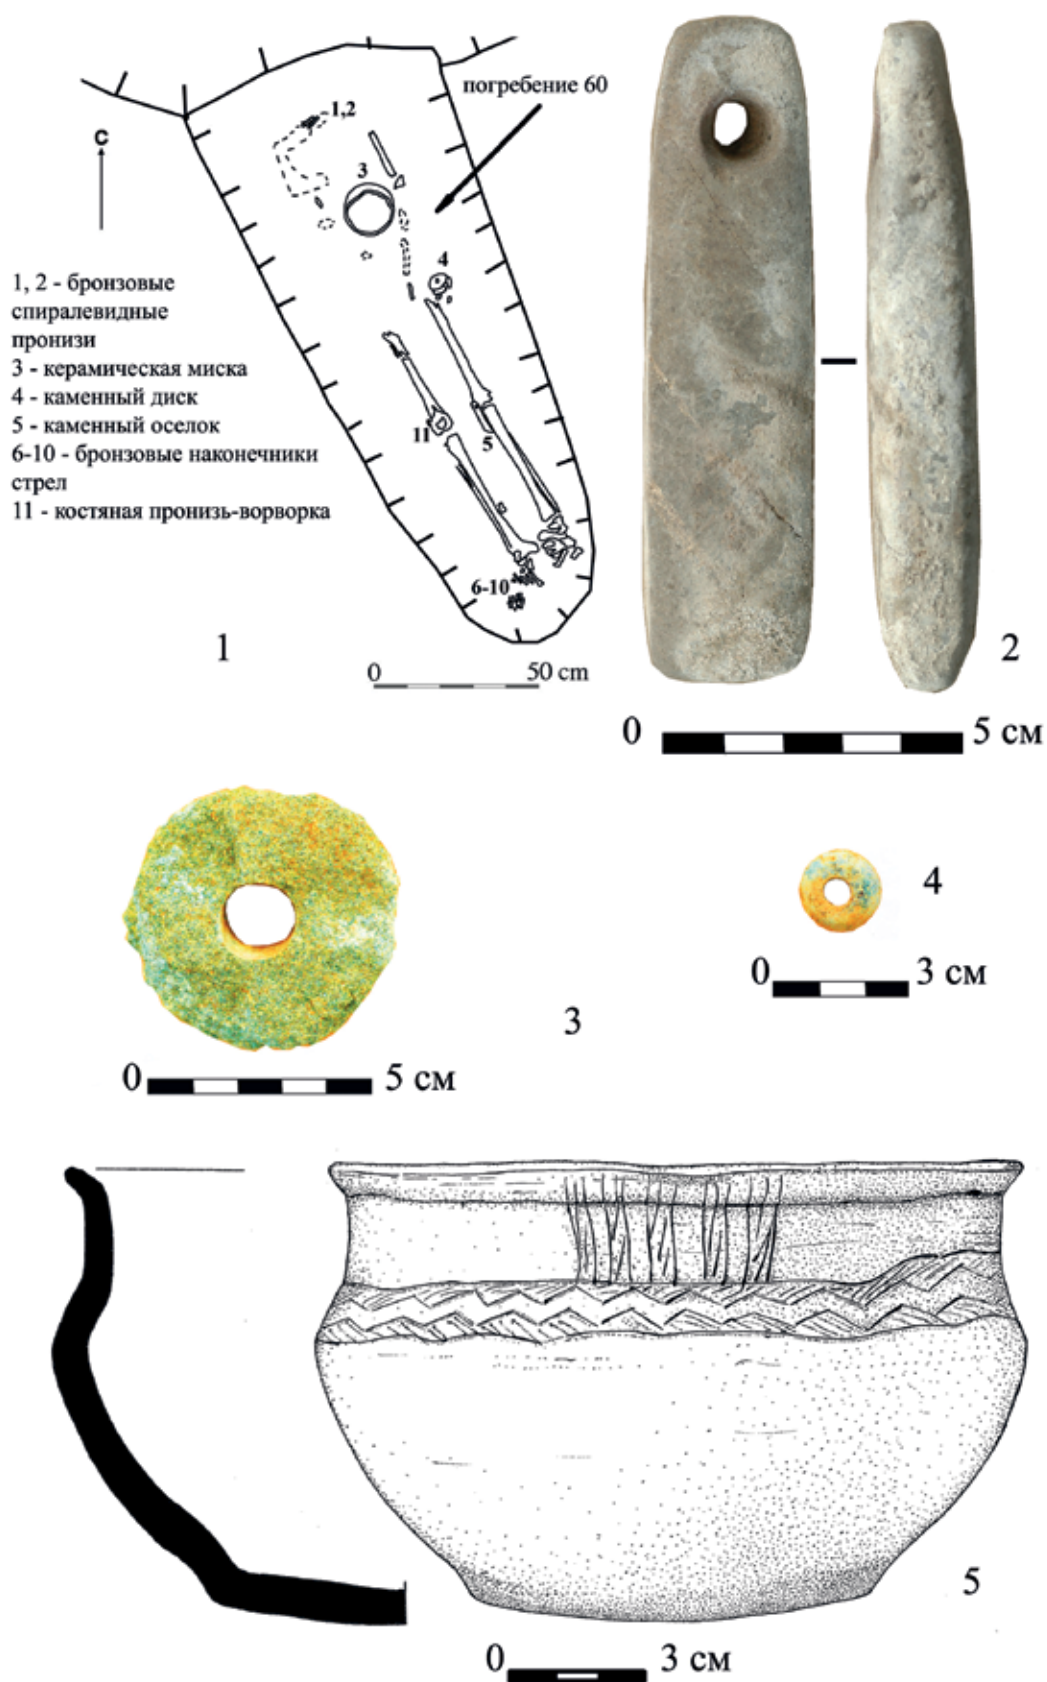 погребение 60
С
1,2
3
4
1, 2 - бронзовые
спиралевидные
пронизи
3 - керамическая миска
4 - каменный диск
5 - каменный оселок
6-10 - бронзовые наконечники
стрел
11 - костяная пронизь-ворворка
11
5
6-10
1
0 50 cm
2
0 5 см
4
0 3 см
3
0 5 см
5
0 3 см